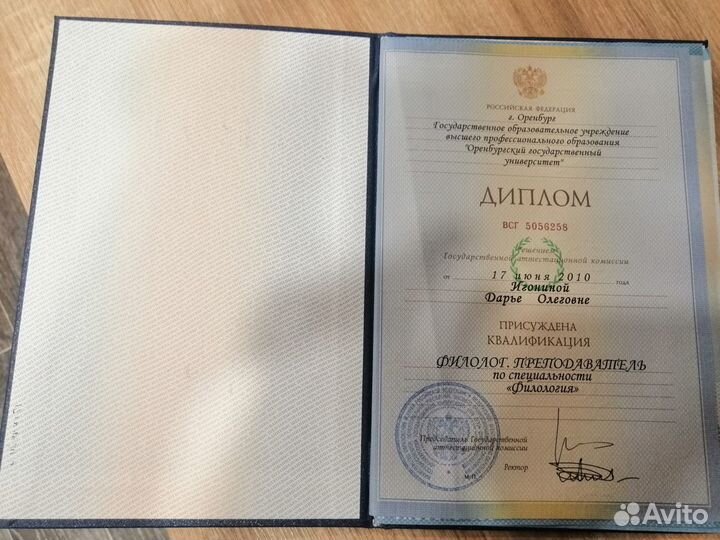 РОССИЙСКАЯ ФЕДЕРАЦИЯ
г. Оренбург
Государственное образовательное учреждение
высшего профессионального образования
"Оренбургский государственный
университет"
ДИПЛОМ
ВСГ 5056258
Решением
Государственной аттестационной комиссии
от 17 июня 2010 года
Игониной
Дарье Олеговне
ПРИСУЖДЕНА
КВАЛИФИКАЦИЯ
ФИЛОЛОГ. ПРЕПОДАВАТЕЛЬ
по специальности
«Филология»
Председатель Государственной
аттестационной комиссии
Ректор
М.П.
Avito